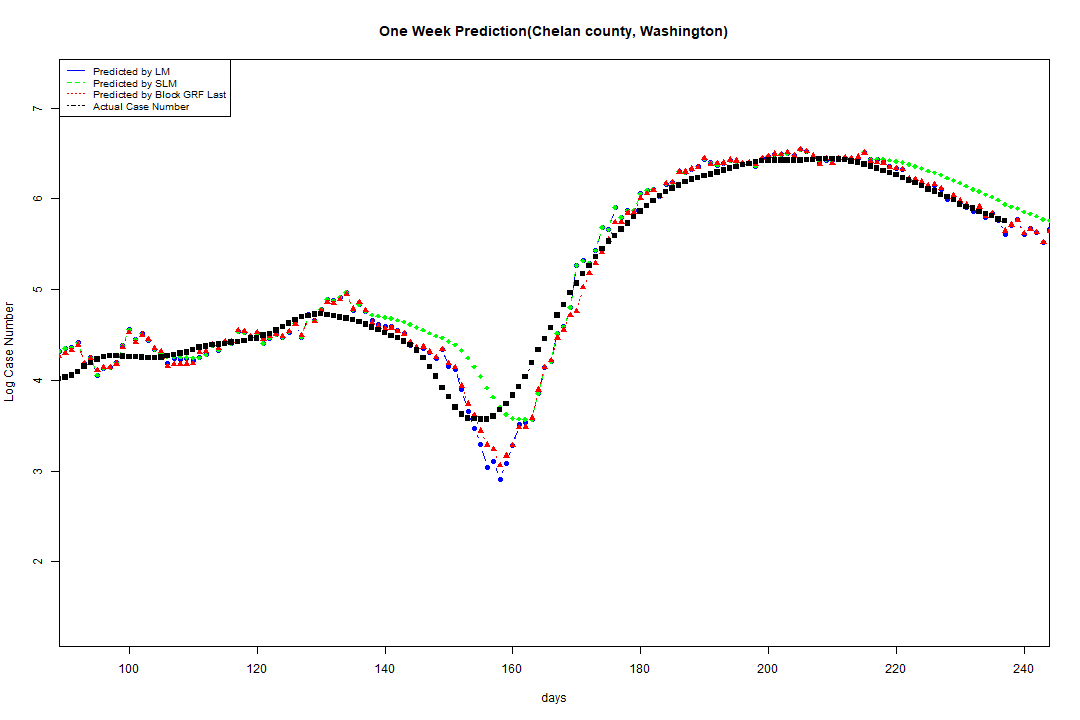 One Week Prediction(Chelan county, Washington)
Predicted by LM
Predicted by SLM
Predicted by Block GRF Last
Actual Case Number
Log Case Number
7
6
5
4
3
2
100 120 140 160 180 200 220 240
days